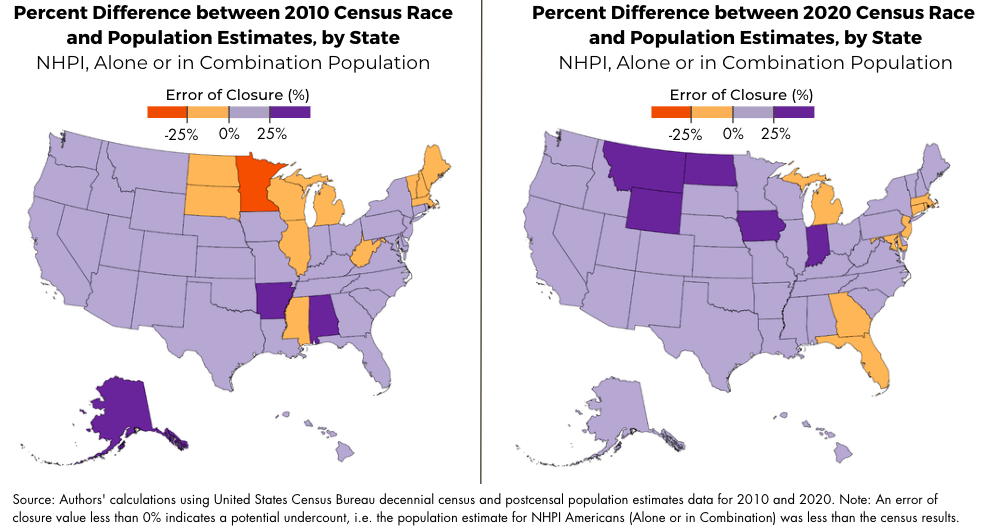 Percent Difference between 2010 Census Race
and Population Estimates, by State
NHPI, Alone or in Combination Population
Error of Closure (%)
-25% 0% 25%
Percent Difference between 2020 Census Race
and Population Estimates, by State
NHPI, Alone or in Combination Population
Error of Closure (%)
-25% 0% 25%
Source: Authors' calculations using United States Census Bureau decennial census and postcensal population estimates data for 2010 and 2020. Note: An error of
closure value less than 0% indicates a potential undercount, i.e. the population estimate for NHPI Americans (Alone or in Combination) was less than the census results.